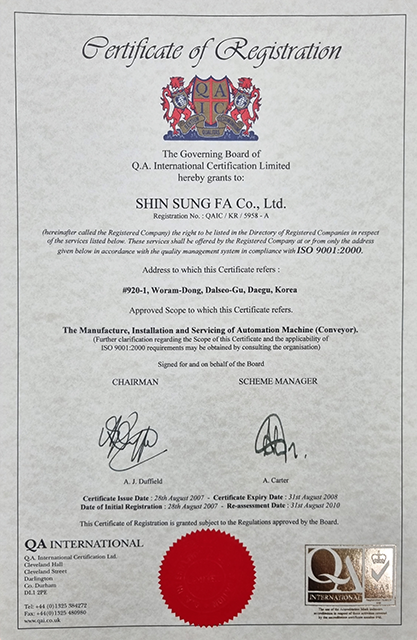 Certificate of Registration
QA
IC
The Governing Board of
Q.A. International Certification Limited
hereby grants to:
SHIN SUNG FA Co., Ltd.
Registration No. : QAIC / KR / 5958 - A
(hereinafter called the Registered Company) the right to be listed in the Directory of Registered Companies in respect
of the services listed below. These services shall be offered by the Registered Company at or from only the address
given below in accordance with the quality management system in compliance with ISO 9001:2000.
Address to which this Certificate refers :
#920-1, Woram-Dong, Dalseo-Gu, Daegu, Korea
Approved Scope to which this Certificate refers.
The Manufacture, Installation and Servicing of Automation Machine (Conveyor).
(Further clarification regarding the Scope of this Certificate and the applicability of
ISO 9001:2000 requirements may be obtained by consulting the organisation)
Signed for and on behalf of the Board
CHAIRMAN SCHEME MANAGER
A. J. Duffield A. Carter
Certificate Issue Date : 28th August 2007 - Certificate Expiry Date : 31st August 2008
Date of Initial Registration : 28th August 2007 - Re-assessment Date : 31st August 2010
This Certificate of Registration is granted subject to the Regulations approved by the Board.
QA INTERNATIONAL
Q.A. International Certification Ltd.
Cleveland Hall
Cleveland Street
Darlington
Co. Durham
DL1 2PE
Tel: +44 (0)1325 384272
Fax: +44 (0)1325 480980
www.qai.co.uk
QA
INTERNATIONAL